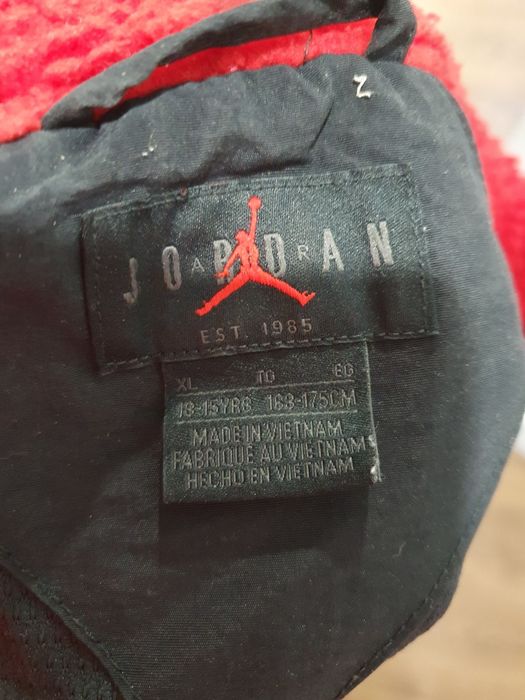 Z
JORDAN
AIR
EST. 1985
XL TG EG
13-15YRS 163-175CM
MADE IN VIETNAM
FABRIQUE AU VIETNAM
HECHO EN VIETNAM